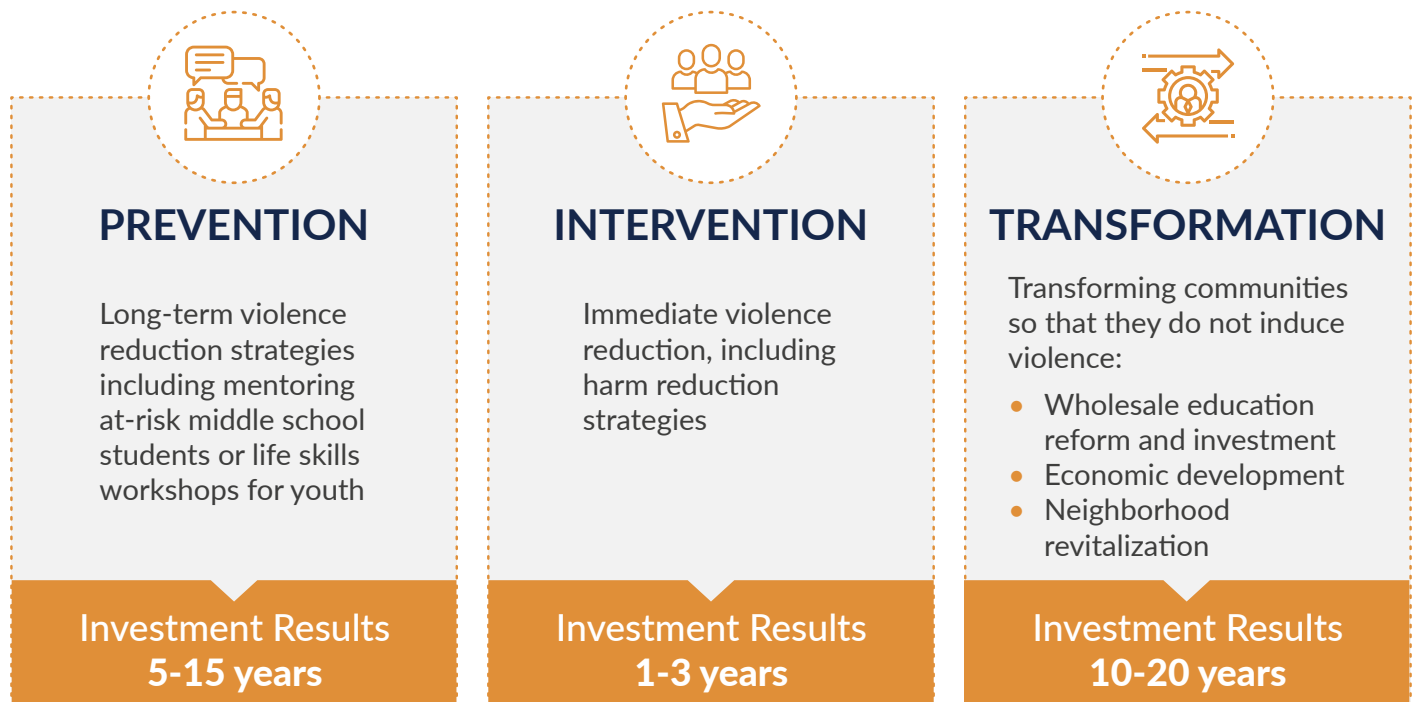 PREVENTION
Long-term violence
reduction strategies
including mentoring
at-risk middle school
students or life skills
workshops for youth
Investment Results
5-15 years
INTERVENTION
Immediate violence
reduction, including
harm reduction
strategies
Investment Results
1-3 years
TRANSFORMATION
Transforming communities
so that they do not induce
violence:
• Wholesale education
reform and investment
• Economic development
• Neighborhood
revitalization
Investment Results
10-20 years